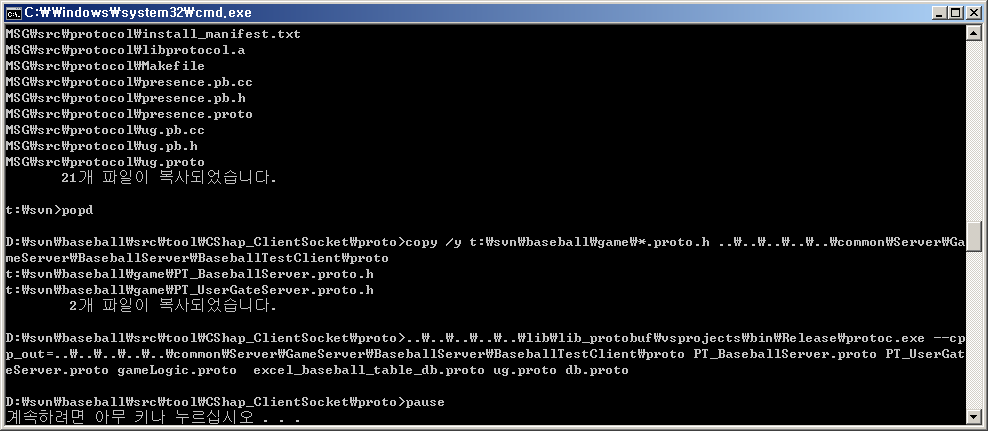 C:₩Windows₩system32₩cmd.exe
MSG₩src₩protocol₩install_manifest.txt
MSG₩src₩protocol₩libprotocol.a
MSG₩src₩protocol₩Makefile
MSG₩src₩protocol₩presence.pb.cc
MSG₩src₩protocol₩presence.pb.h
MSG₩src₩protocol₩presence.proto
MSG₩src₩protocol₩ug.pb.cc
MSG₩src₩protocol₩ug.pb.h
MSG₩src₩protocol₩ug.proto
21개 파일이 복사되었습니다.
t:₩svn>popd
D:₩svn₩baseball₩src₩tool₩CShap_ClientSocket₩proto>copy /y t:₩svn₩baseball₩game₩*.proto.h ..₩..₩..₩..₩..₩common₩Server₩Ga
meServer₩BaseballServer₩BaseballTestClient₩proto
t:₩svn₩baseball₩game₩PT_BaseballServer.proto.h
t:₩svn₩baseball₩game₩PT_UserGateServer.proto.h
2개 파일이 복사되었습니다.
D:₩svn₩baseball₩src₩tool₩CShap_ClientSocket₩proto>..₩..₩..₩..₩..₩lib₩lib_protobuf₩vsprojects₩bin₩Release₩protoc.exe --cp
p_out=..₩..₩..₩..₩..₩common₩Server₩GameServer₩BaseballServer₩BaseballTestClient₩proto PT_BaseballServer.proto PT_UserGat
eServer.proto gameLogic.proto  excel_baseball_table_db.proto ug.proto db.proto
D:₩svn₩baseball₩src₩tool₩CShap_ClientSocket₩proto>pause
계속하려면 아무 키나 누르십시오 . . .